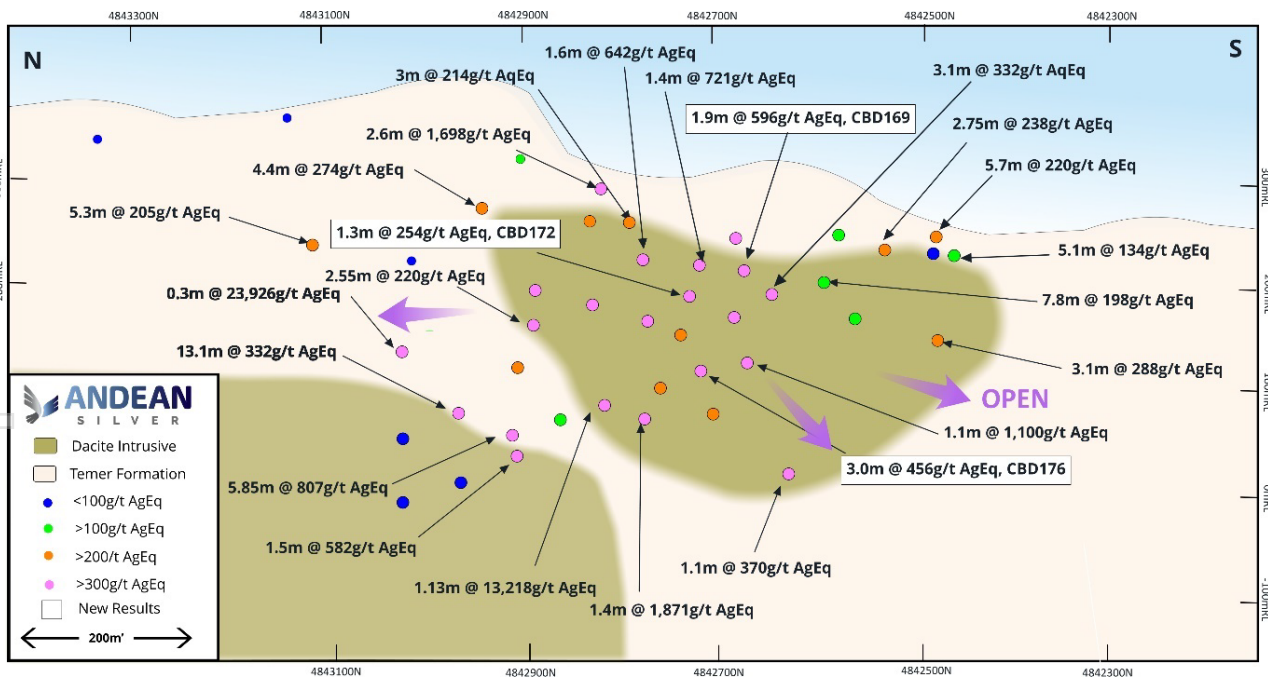 4843300N 4843100N 4842900N 4842700N 4842500N 4842300N
N
S
1.6m @ 642g/t AgEq
3m @ 214g/t AqEq
1.4m @ 721g/t AgEq
3.1m @ 332g/t AqEq
1.9m @ 596g/t AgEq, CBD169
2.75m @ 238g/t AgEq
2.6m @ 1,698g/t AgEq
5.7m @ 220g/t AgEq
4.4m @ 274g/t AgEq
300mRL
5.3m @ 205g/t AgEq
1.3m @ 254g/t AgEq, CBD172
5.1m @ 134g/t AgEq
2.55m @ 220g/t AgEq
0.3m @ 23,926g/t AgEq
200mRL
7.8m @ 198g/t AgEq
13.1m @ 332g/t AgEq
3.1m @ 288g/t AgEq
100mRL
OPEN
1.1m @ 1,100g/t AgEq
3.0m @ 456g/t AgEq, CBD176
5.85m @ 807g/t AgEq
0mRL
1.5m @ 582g/t AgEq
1.1m @ 370g/t AgEq
1.13m @ 13,218g/t AgEq
1.4m @ 1,871g/t AgEq
-100mRL
ANDEAN
SILVER
Dacite Intrusive
Temer Formation
<100g/t AgEq
>100g/t AgEq
>200/t AgEq
>300g/t AgEq
New Results
200m'
4843100N 4842900N 4842700N 4842500N 4842300N